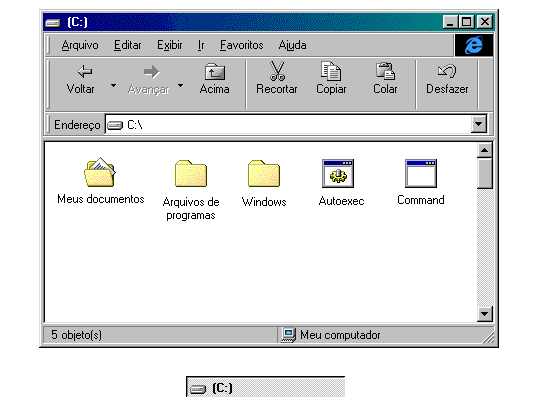 (C:)
Arquivo Editar Exibir Ir Favoritos Ajuda
Voltar Avançar Acima Recortar Copiar Colar Desfazer
Endereço C:\
Meus documentos
Arquivos de
programas
Windows
Autoexec
Command
5 objeto(s) Meu computador
(C:)